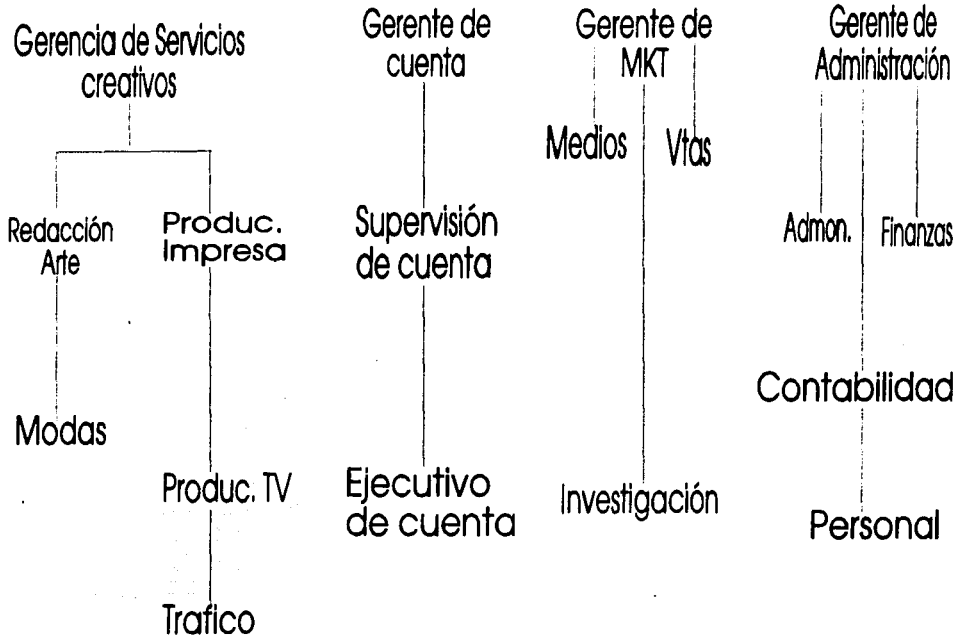 Gerencia de Servicios
creativos
Redacción
Arte
Modas
Produc.
Impresa
Produc. TV
Trafico
Gerente de
cuenta
Supervisión
de cuenta
Ejecutivo
de cuenta
Gerente de
MKT
Medios
Vtas
Investigación
Gerente de
Administración
Admon.
Finanzas
Contabilidad
Personal